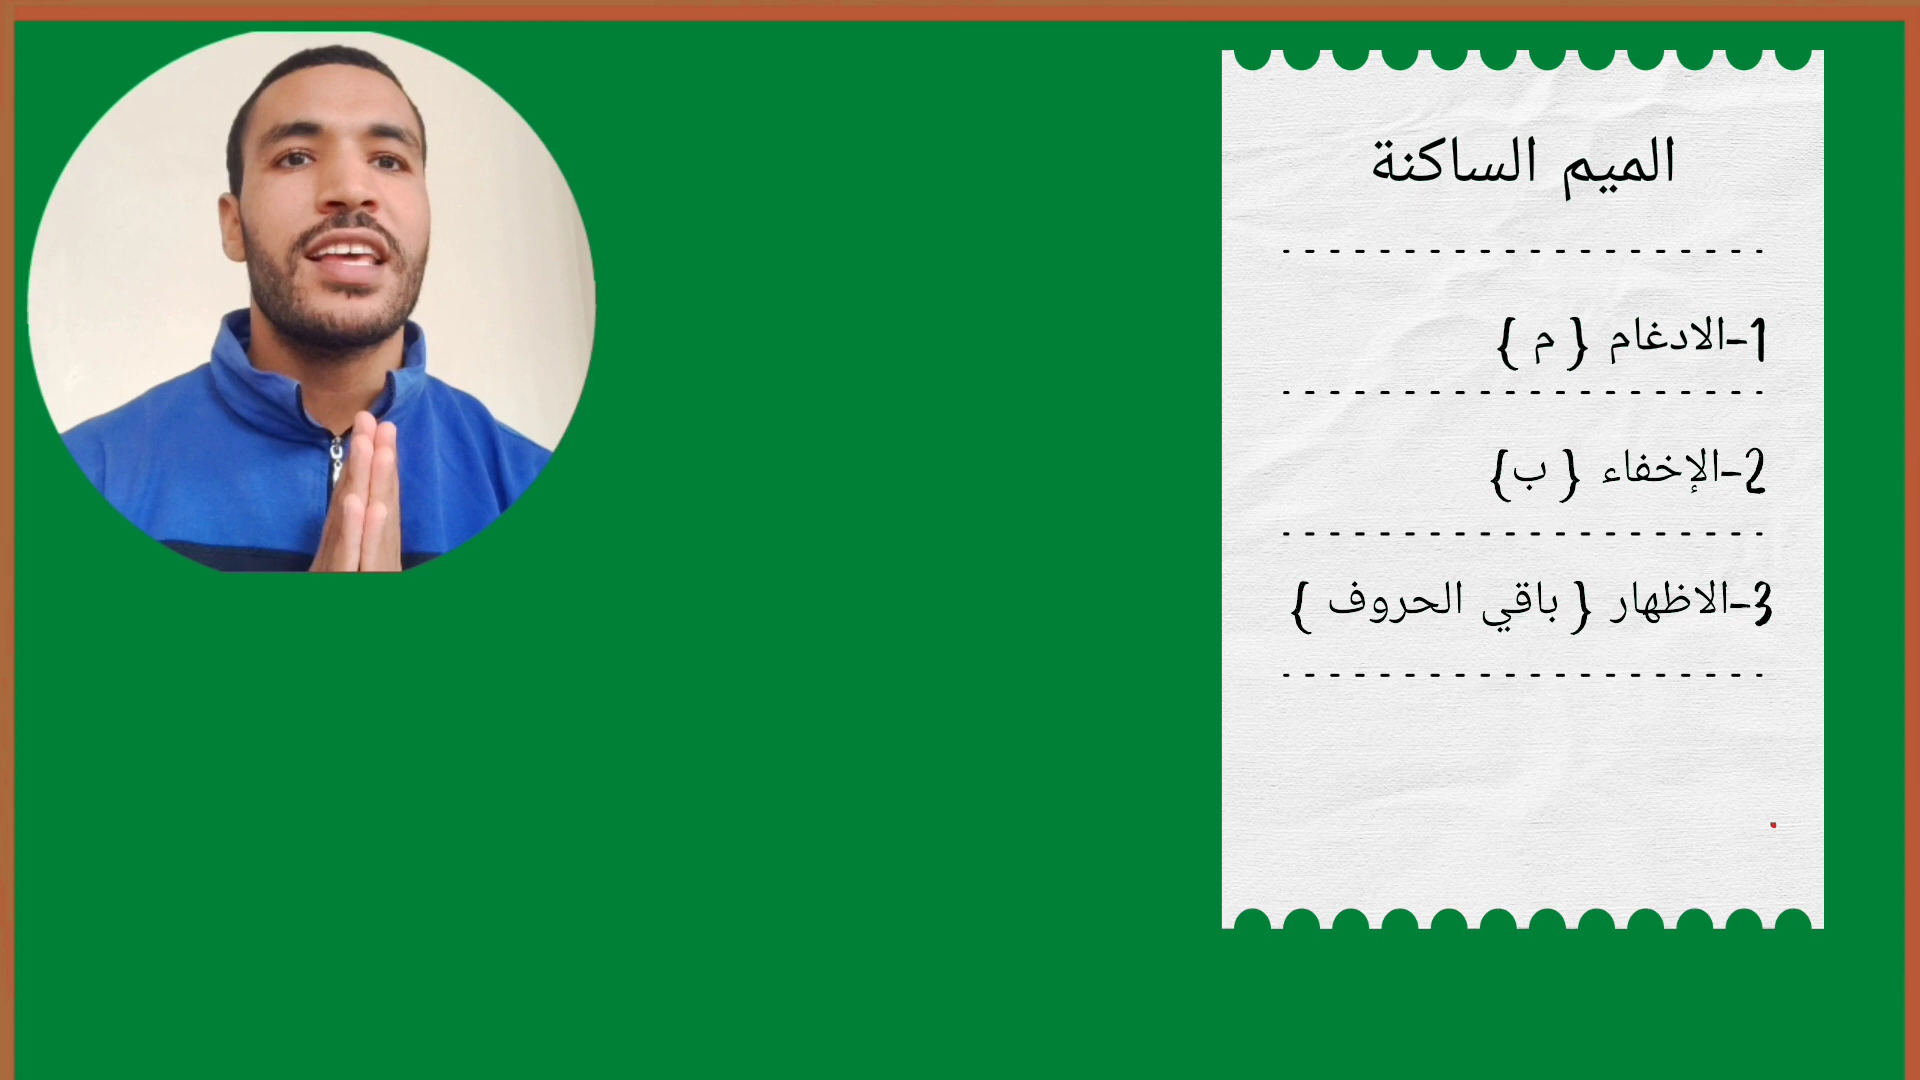 الميم الساكنة
1-الادغام { م }
2-الإخفاء { ب}
3-الاظهار { باقي الحروف }